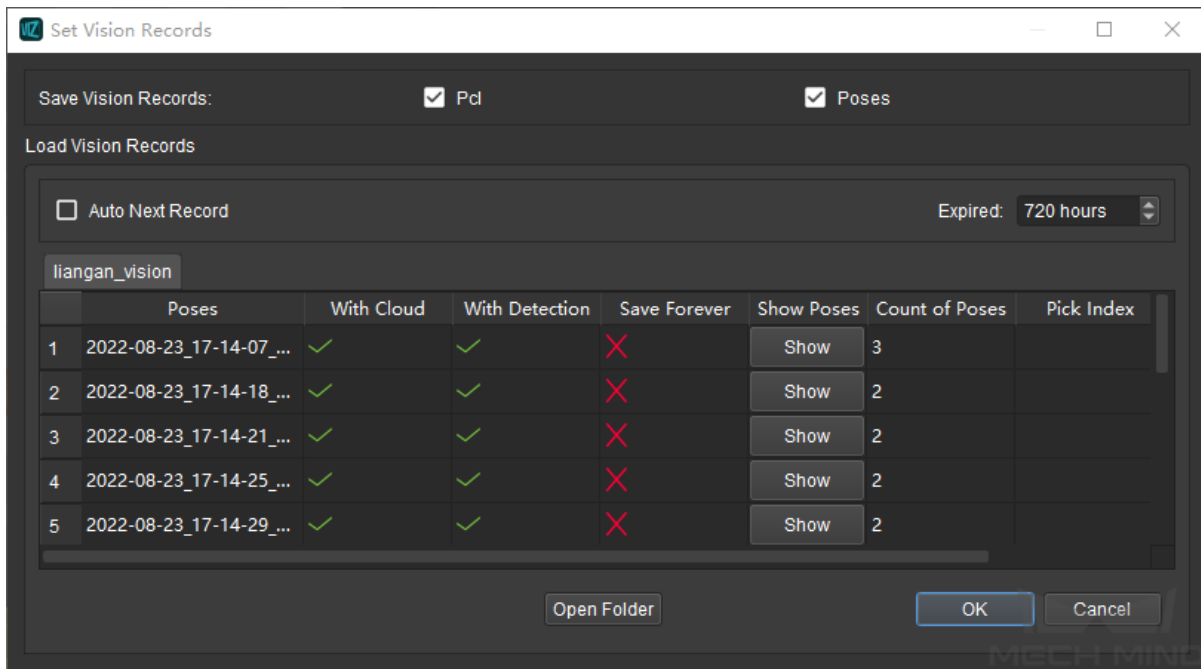 VIZ Set Vision Records
Save Vision Records: Pcl Poses
Load Vision Records
Auto Next Record Expired: 720 hours
liangan_vision
Poses With Cloud With Detection Save Forever Show Poses Count of Poses Pick Index
1 2022-08-23_17-14-07_... Show 3
2 2022-08-23_17-14-18_... Show 2
3 2022-08-23_17-14-21_... Show 2
4 2022-08-23_17-14-25_... Show 2
5 2022-08-23_17-14-29_... Show 2
Open Folder OK Cancel
MECH MIND